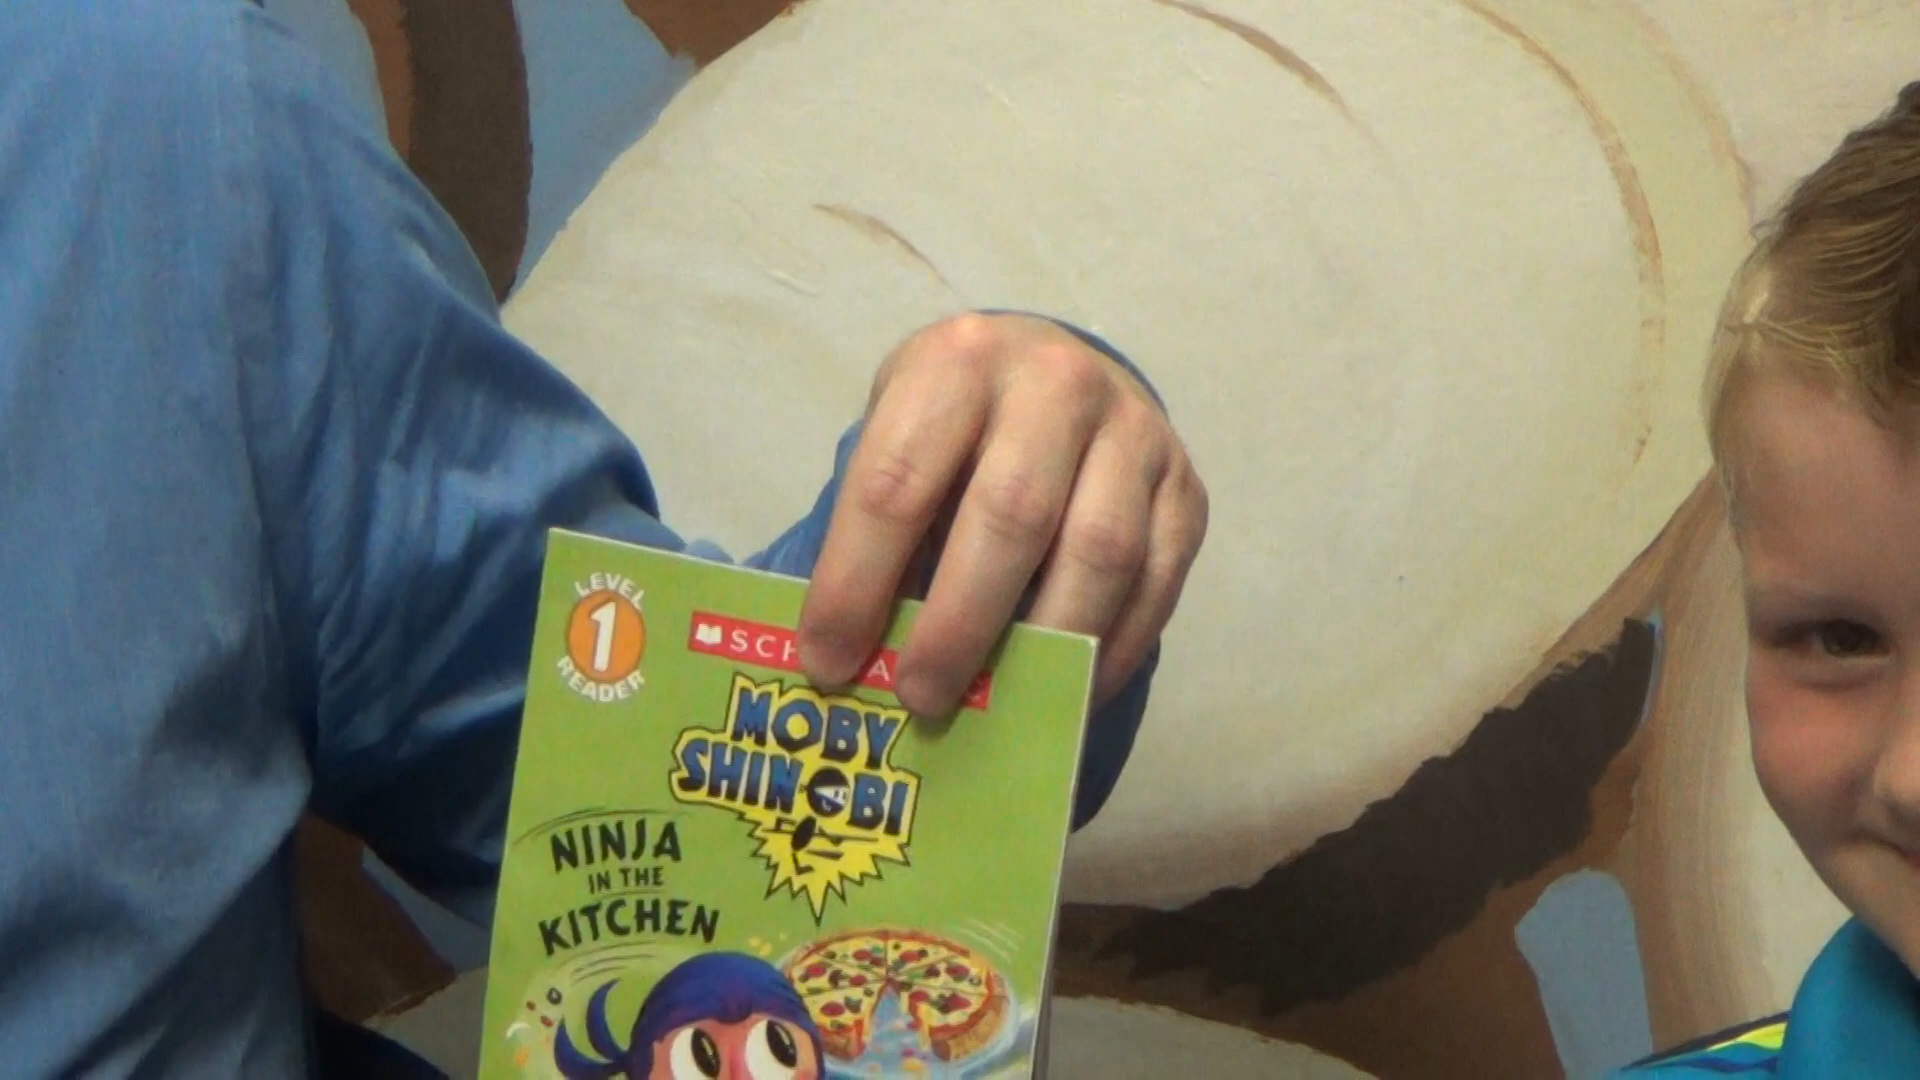 LEVEL
1
READER
MOBY
SHINOBI
NINJA
IN THE
KITCHEN